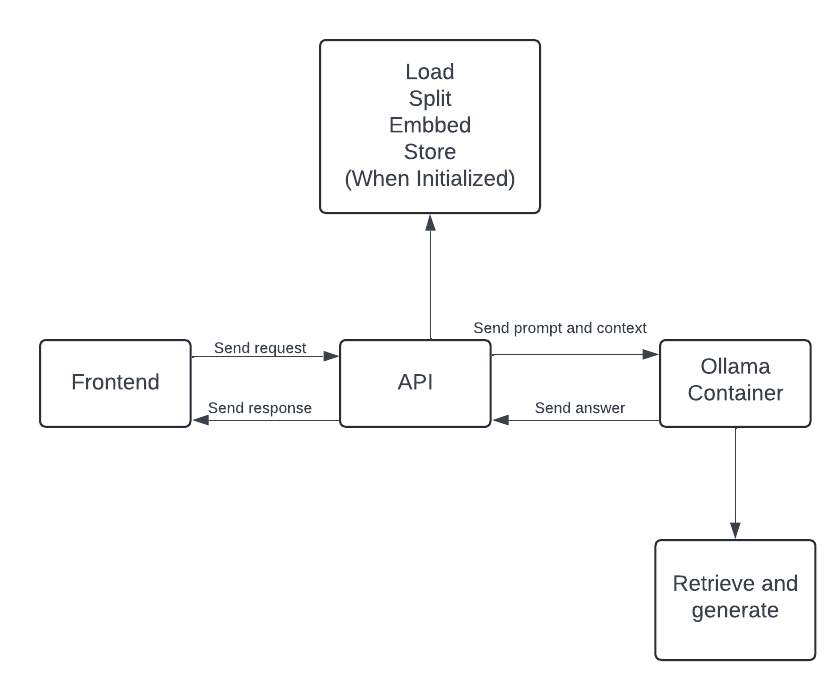 Load
Split
Embbed
Store
(When Initialized)
Send prompt and context
Send request
Frontend
API
Ollama
Container
Send response
Send answer
Retrieve and
generate